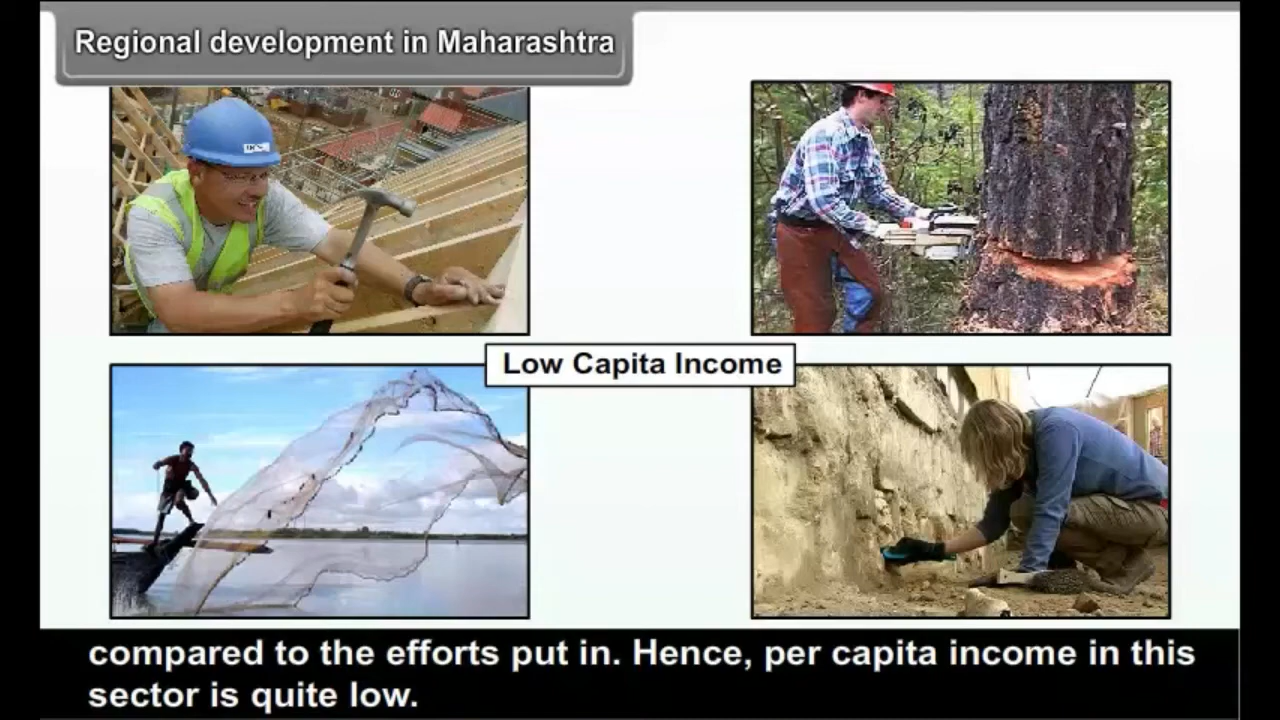 Regional development in Maharashtra
Low Capita Income
compared to the efforts put in. Hence, per capita income in this
sector is quite low.